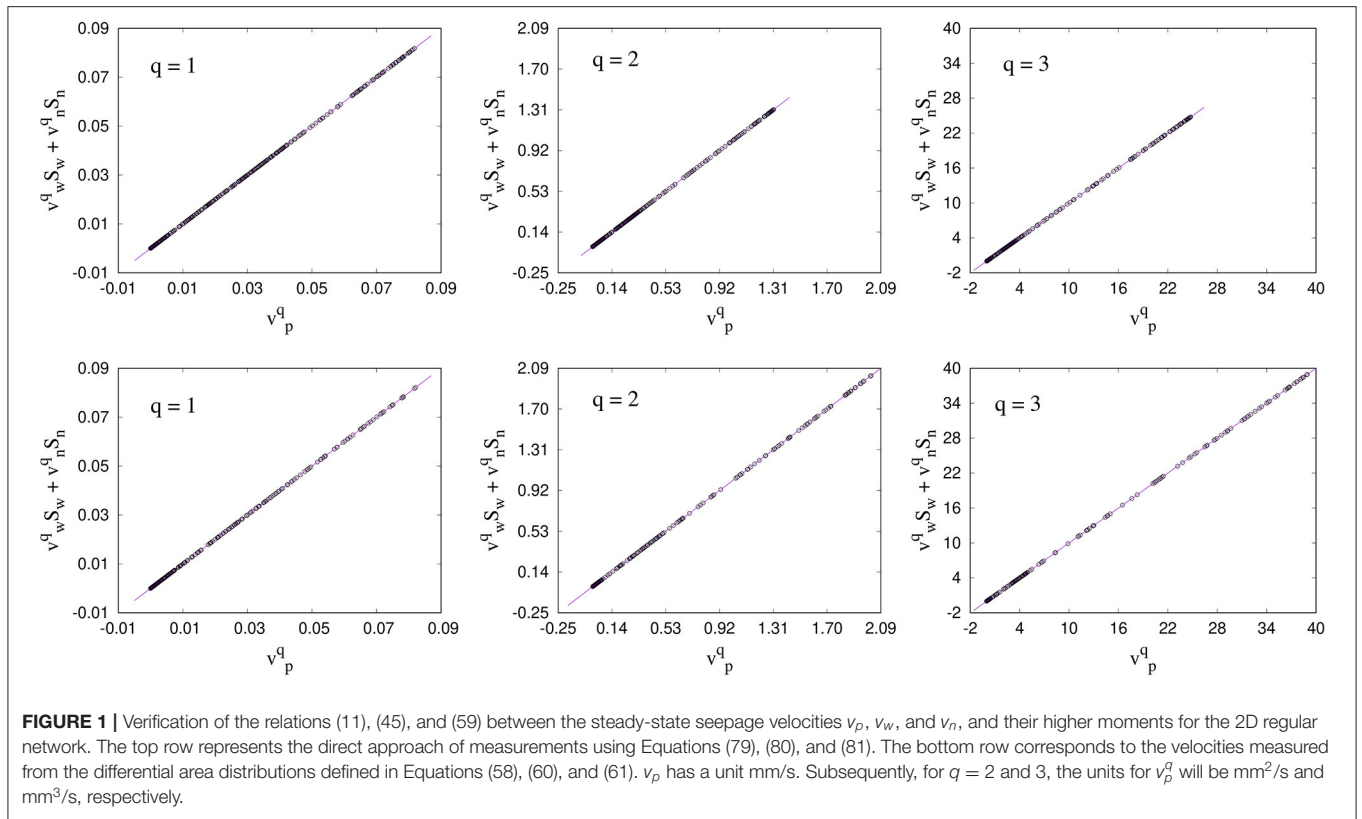 0.09
0.07
0.05
0.03
0.01
-0.01
-0.01 0.01 0.03 0.05 0.07 0.09
q = 1
v^q_w S_w + v^q_n S_n
v^q_p
2.09
1.70
1.31
0.92
0.53
0.14
-0.25
-0.25 0.14 0.53 0.92 1.31 1.70 2.09
q = 2
v^q_w S_w + v^q_n S_n
v^q_p
40
34
28
22
16
10
4
-2
-2 4 10 16 22 28 34 40
q = 3
v^q_w S_w + v^q_n S_n
v^q_p
0.09
0.07
0.05
0.03
0.01
-0.01
-0.01 0.01 0.03 0.05 0.07 0.09
q = 1
v^q_w S_w + v^q_n S_n
v^q_p
2.09
1.70
1.31
0.92
0.53
0.14
-0.25
-0.25 0.14 0.53 0.92 1.31 1.70 2.09
q = 2
v^q_w S_w + v^q_n S_n
v^q_p
40
34
28
22
16
10
4
-2
-2 4 10 16 22 28 34 40
q = 3
v^q_w S_w + v^q_n S_n
v^q_p
FIGURE 1 | Verification of the relations (11), (45), and (59) between the steady-state seepage velocities v_p, v_w, and v_n, and their higher moments for the 2D regular
network. The top row represents the direct approach of measurements using Equations (79), (80), and (81). The bottom row corresponds to the velocities measured
from the differential area distributions defined in Equations (58), (60), and (61). v_p has a unit mm/s. Subsequently, for q = 2 and 3, the units for v^q_p will be mm²/s and
mm³/s, respectively.